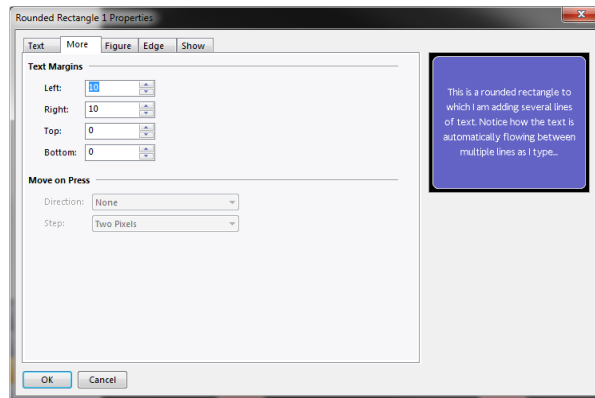 Rounded Rectangle 1 Properties
Text More Figure Edge Show
Text Margins
Left: 10
Right: 10
Top: 0
Bottom: 0
Move on Press
Direction: None
Step: Two Pixels
This is a rounded rectangle to
which I am adding several lines
of text. Notice how the text is
automatically flowing between
multiple lines as I type...
OK Cancel